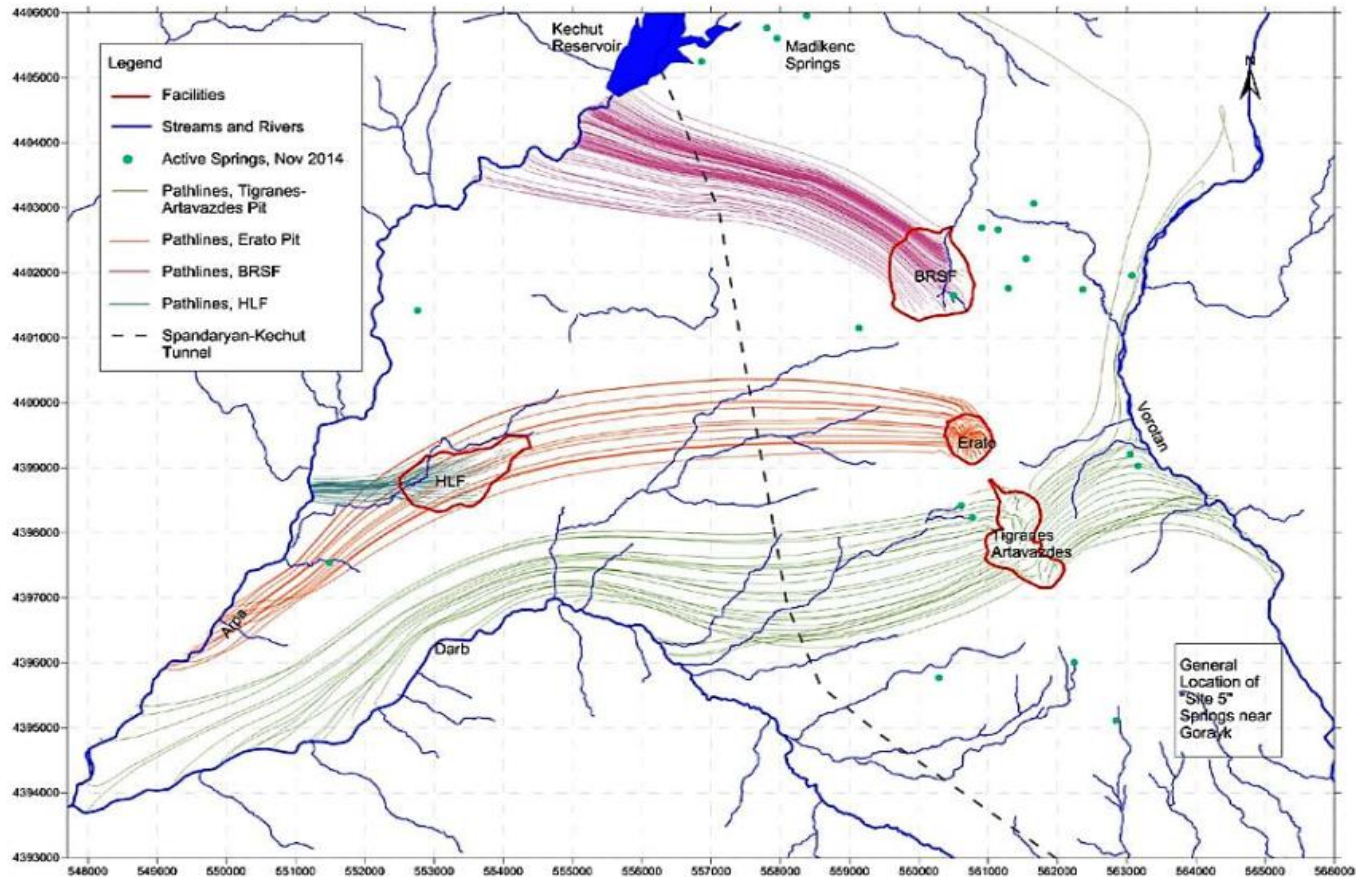 Legend
Facilities
Streams and Rivers
Active Springs, Nov 2014
Pathlines, Tigranes-
Artavazdes Pit
Pathlines, Erato Pit
Pathlines, BRSF
Pathlines, HLF
Spandaryan-Kechut
Tunnel
Kechut
Reservoir
Madikenc
Springs
N
BRSF
Erato
HLF
Tigranes
Artavazdes
Vorotan
Arpa
Darb
General
Location of
"Site 5"
Springs near
Gorayk
4406000
4405000
4404000
4403000
4402000
4401000
4400000
4399000
4398000
4397000
4396000
4395000
4394000
4393000
548000 549000 550000 551000 552000 553000 554000 555000 556000 557000 558000 559000 560000 561000 562000 563000 564000 565000 566000